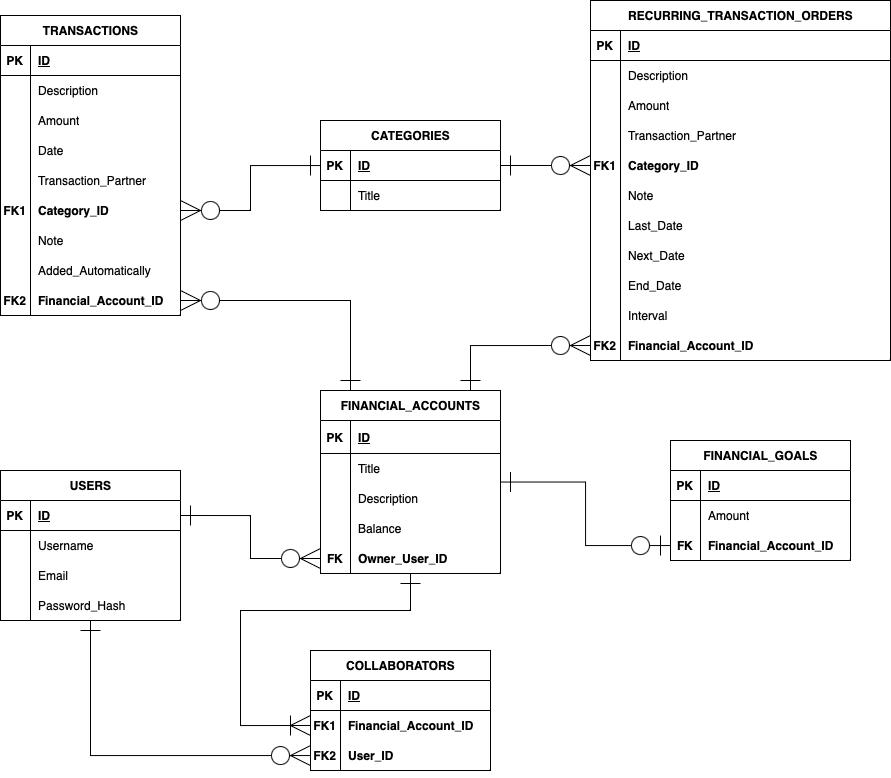 TRANSACTIONS
PK ID
Description
Amount
Date
Transaction_Partner
FK1 Category_ID
Note
Added_Automatically
FK2 Financial_Account_ID
CATEGORIES
PK ID
Title
RECURRING_TRANSACTION_ORDERS
PK ID
Description
Amount
Transaction_Partner
FK1 Category_ID
Note
Last_Date
Next_Date
End_Date
Interval
FK2 Financial_Account_ID
FINANCIAL_ACCOUNTS
PK ID
Title
Description
Balance
FK Owner_User_ID
FINANCIAL_GOALS
PK ID
Amount
FK Financial_Account_ID
USERS
PK ID
Username
Email
Password_Hash
COLLABORATORS
PK ID
FK1 Financial_Account_ID
FK2 User_ID